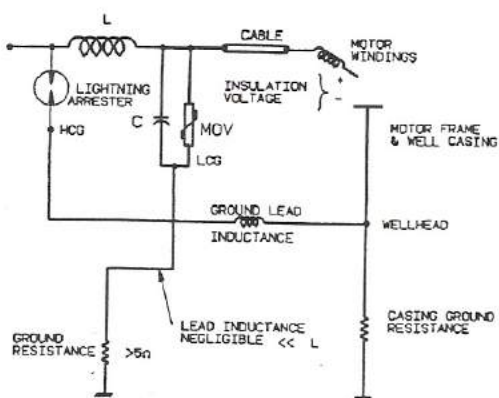 L
CABLE
MOTOR
WINDINGS
LIGHTNING
ARRESTER
INSULATION
VOLTAGE
+
-
C
MOV
HCG
LCG
MOTOR FRAME
& WELL CASING
GROUND LEAD
INDUCTANCE
WELLHEAD
GROUND
RESISTANCE
>5Ω
LEAD INDUCTANCE
NEGLIGIBLE << L
CASING GROUND
RESISTANCE